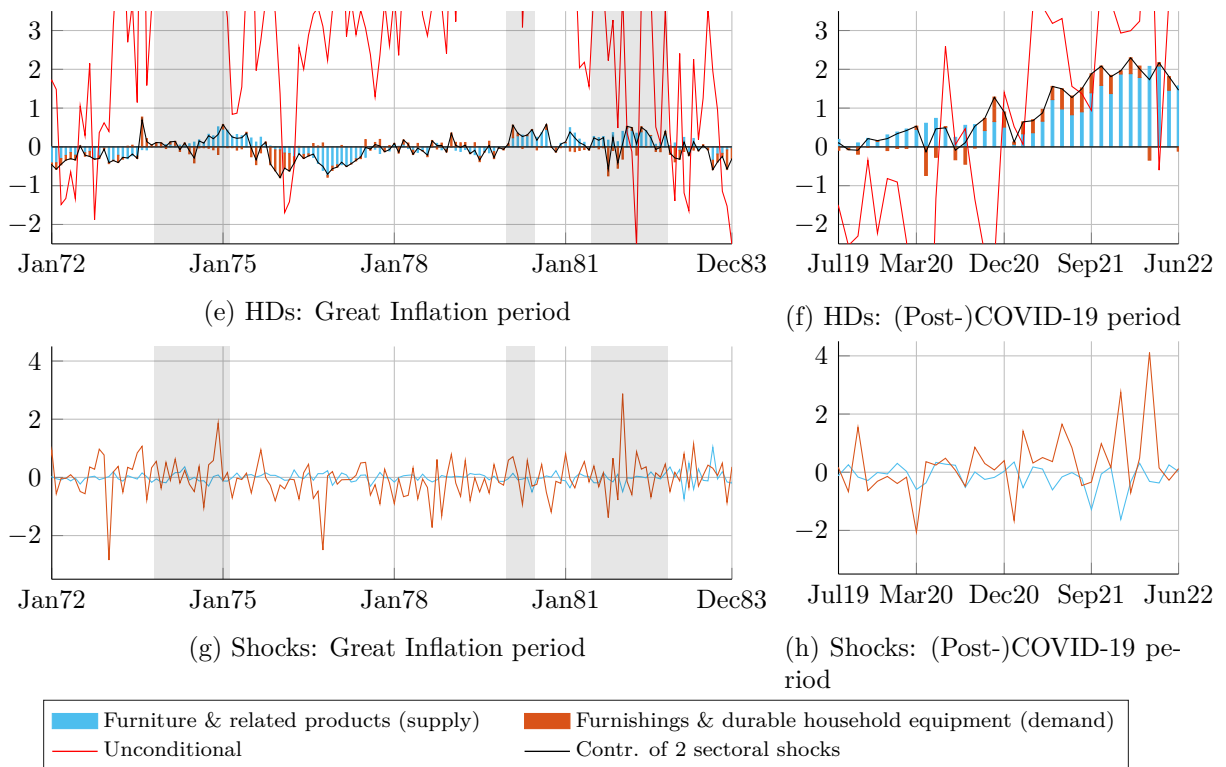 3
2
1
0
−1
−2
Jan72 Jan75 Jan78 Jan81 Dec83
(e) HDs: Great Inflation period
3
2
1
0
−1
−2
Jul19 Mar20 Dec20 Sep21 Jun22
(f) HDs: (Post-)COVID-19 period
4
2
0
−2
Jan72 Jan75 Jan78 Jan81 Dec83
(g) Shocks: Great Inflation period
4
2
0
−2
Jul19 Mar20 Dec20 Sep21 Jun22
(h) Shocks: (Post-)COVID-19 pe-
riod
Furniture & related products (supply) Furnishings & durable household equipment (demand)
Unconditional Contr. of 2 sectoral shocks